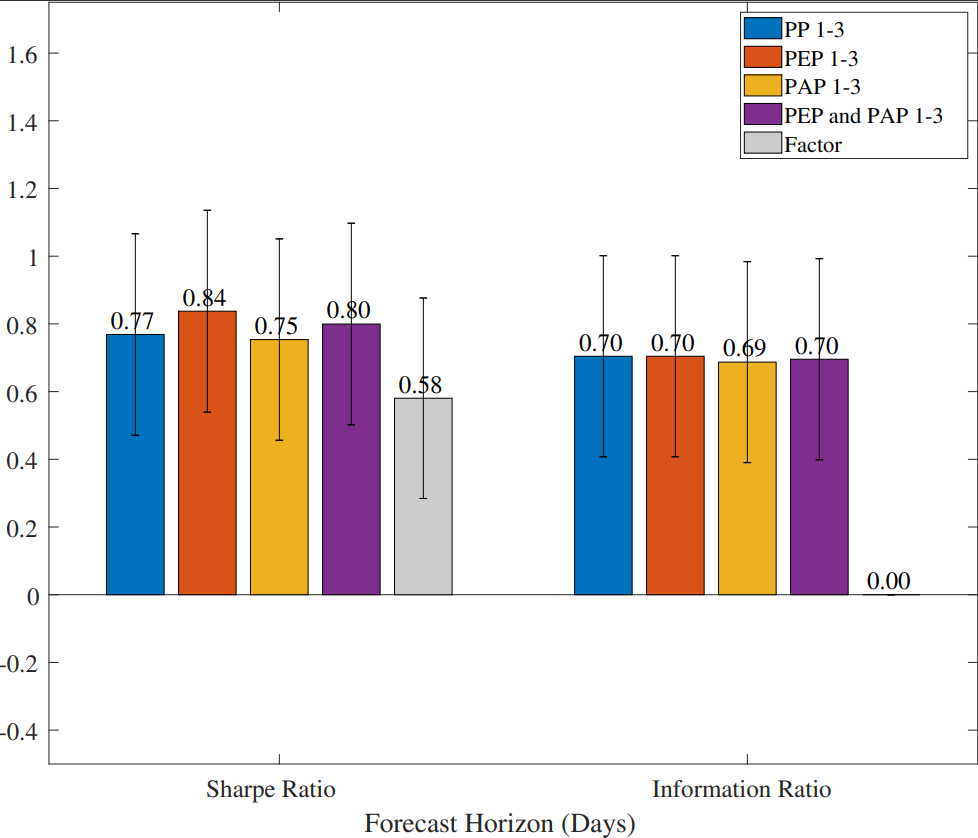 PP 1-3
PEP 1-3
PAP 1-3
PEP and PAP 1-3
Factor
1.6
1.4
1.2
1
0.8
0.6
0.4
0.2
0
-0.2
-0.4
0.77
0.84
0.75
0.80
0.58
0.70
0.70
0.69
0.70
0.00
Sharpe Ratio
Information Ratio
Forecast Horizon (Days)